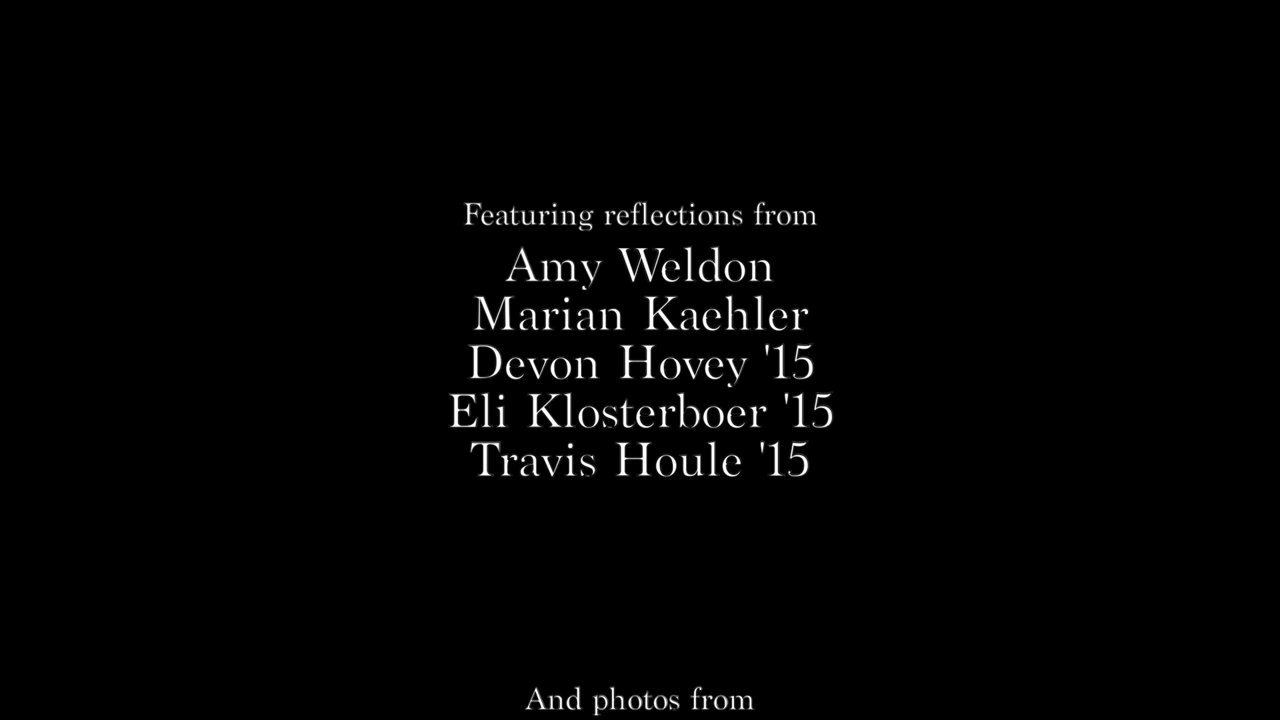 Featuring reflections from
Amy Weldon
Marian Kaehler
Devon Hovey '15
Eli Klosterboer '15
Travis Houle '15
And photos from